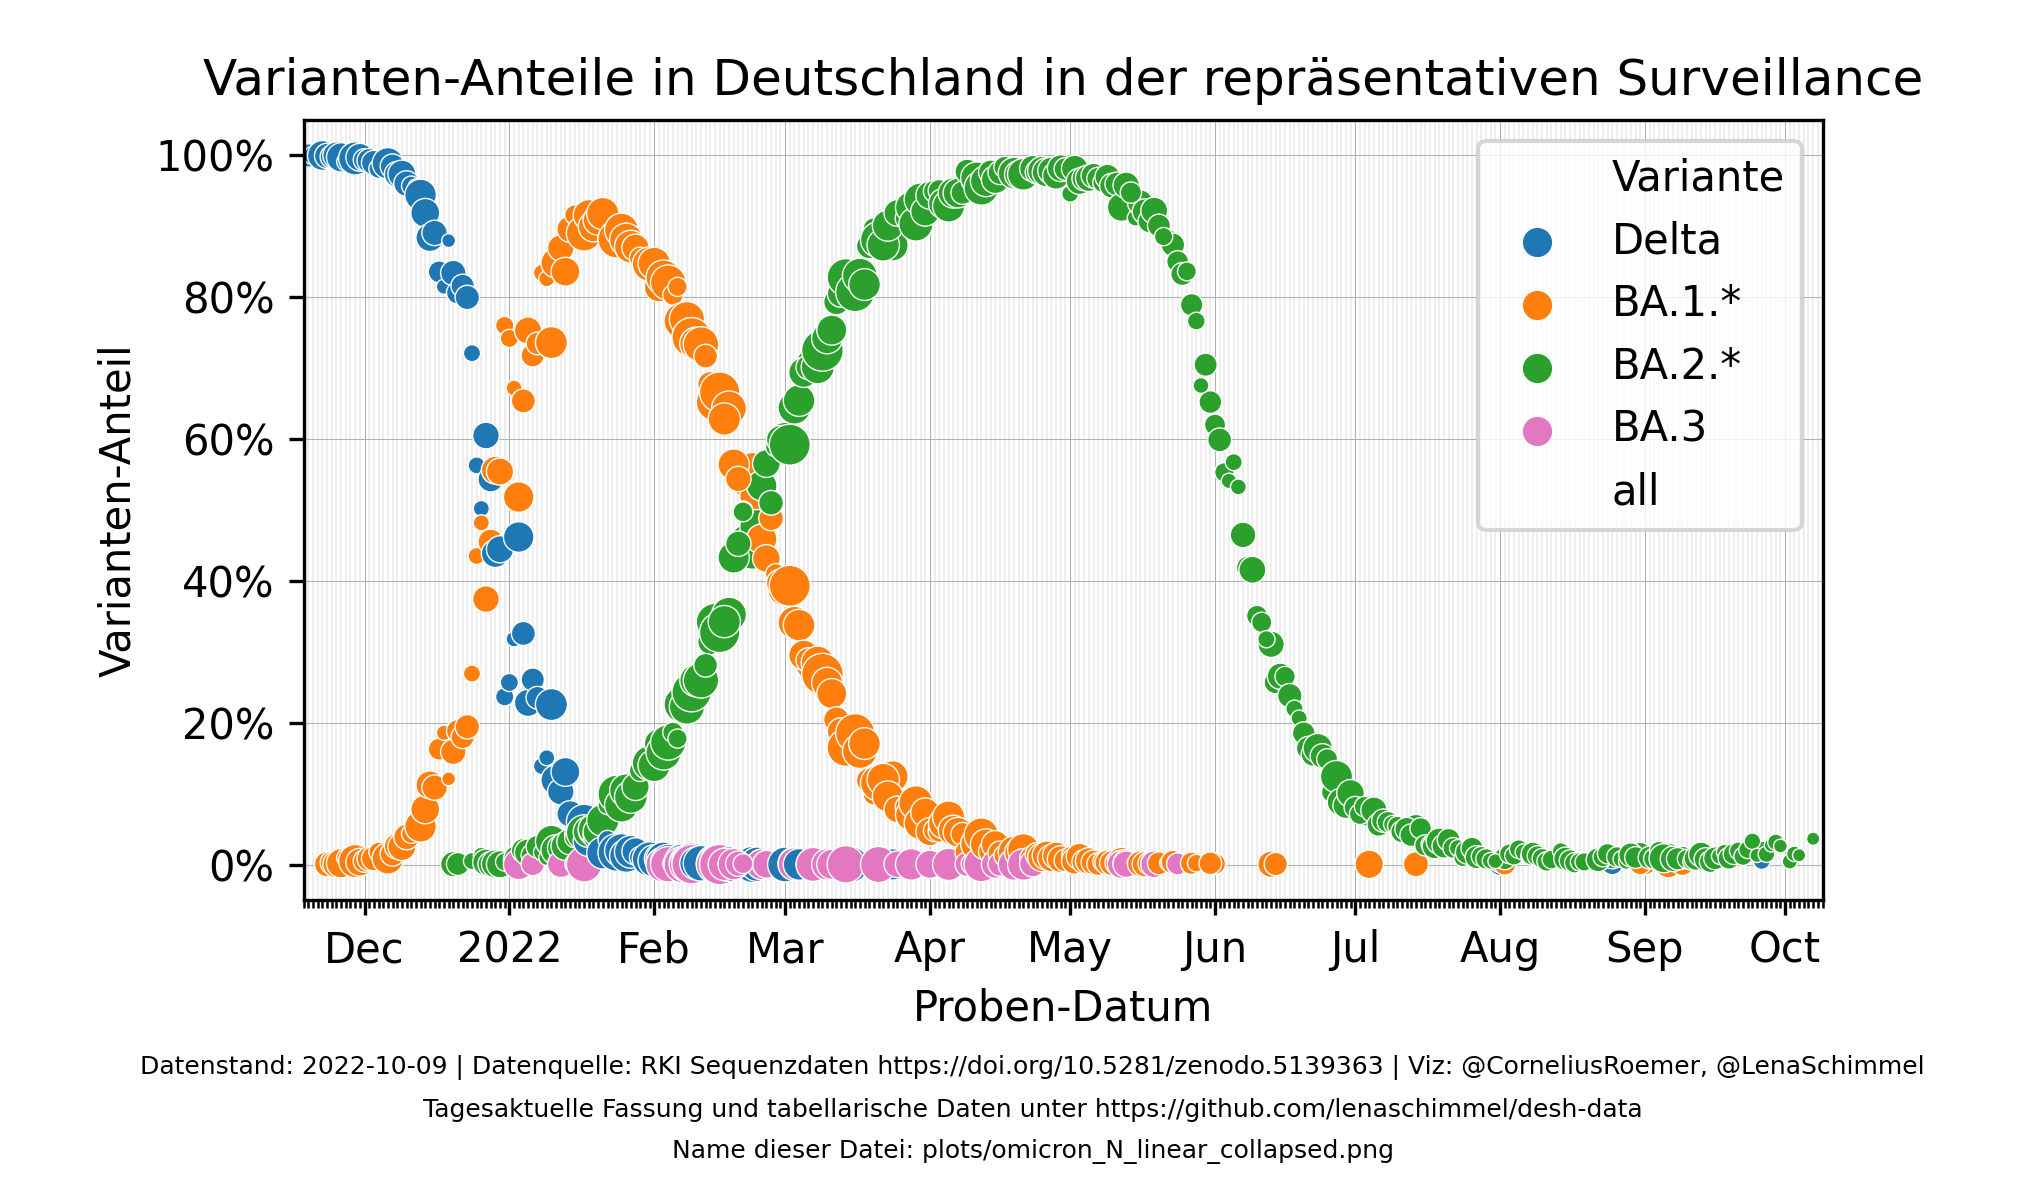 Varianten-Anteile in Deutschland in der repräsentativen Surveillance
Varianten-Anteil
100%
80%
60%
40%
20%
0%
Variante
Delta
BA.1.*
BA.2.*
BA.3
all
Dec 2022 Feb Mar Apr May Jun Jul Aug Sep Oct
Proben-Datum
Datenstand: 2022-10-09 | Datenquelle: RKI Sequenzdaten https://doi.org/10.5281/zenodo.5139363 | Viz: @CorneliusRoemer, @LenaSchimmel
Tagesaktuelle Fassung und tabellarische Daten unter https://github.com/lenaschimmel/desh-data
Name dieser Datei: plots/omicron_N_linear_collapsed.png